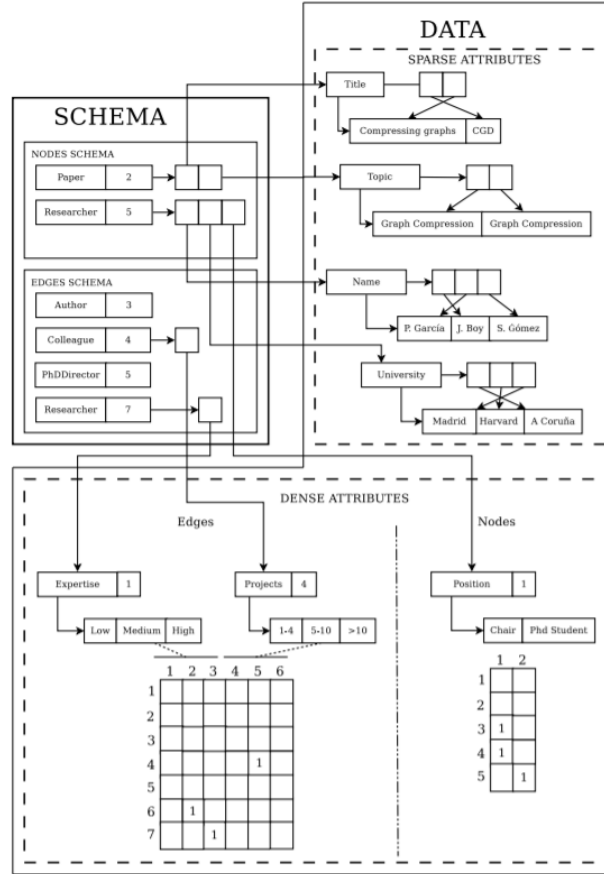 DATA
SPARSE ATTRIBUTES
Title
Compressing graphs CGD
SCHEMA
NODES SCHEMA
Paper 2
Researcher 5
Topic
Graph Compression Graph Compression
EDGES SCHEMA
Author 3
Colleague 4
PhDDirector 5
Researcher 7
Name
P. García J. Boy S. Gómez
University
Madrid Harvard A Coruña
DENSE ATTRIBUTES
Edges
Nodes
Expertise 1
Projects 4
Position 1
Low Medium High
1-4 5-10 >10
Chair Phd Student
1 2 3 4 5 6
1
2
3
4 1
5
6 1
7 1
1 2
1
2
3 1
4 1
5 1